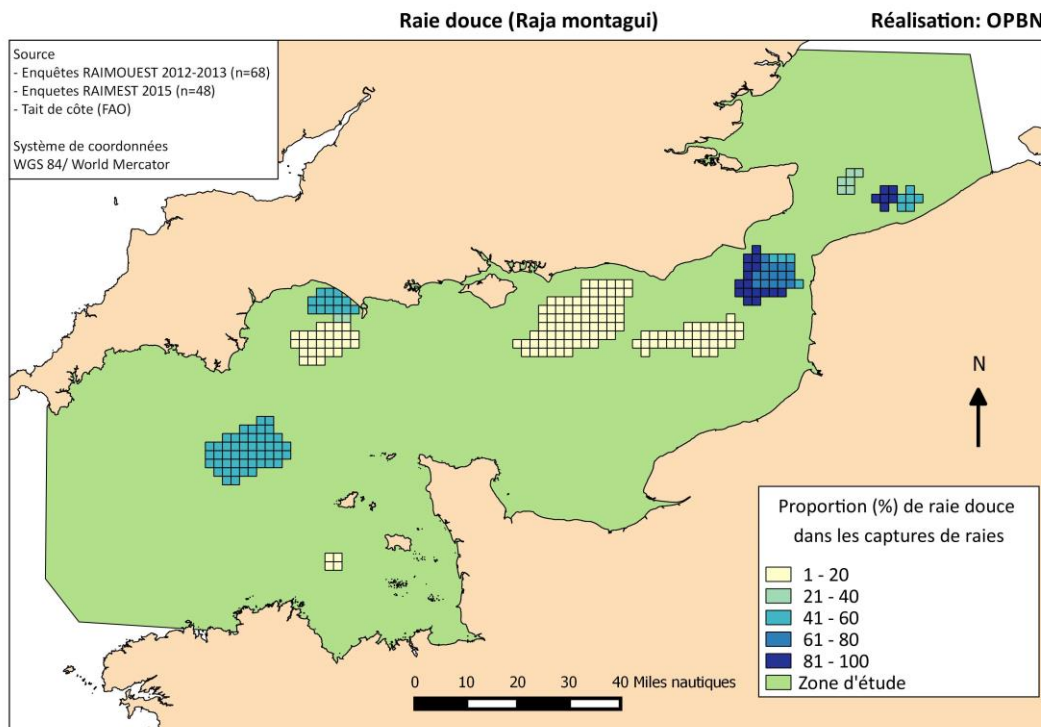 Raie douce (Raja montagui)
Réalisation: OPBN
Source
- Enquêtes RAIMOUEST 2012-2013 (n=68)
- Enquetes RAIMEST 2015 (n=48)
- Tait de côte (FAO)
Système de coordonnées
WGS 84/ World Mercator
N
Proportion (%) de raie douce
dans les captures de raies
1 - 20
21 - 40
41 - 60
61 - 80
81 - 100
Zone d'étude
0 10 20 30 40 Miles nautiques